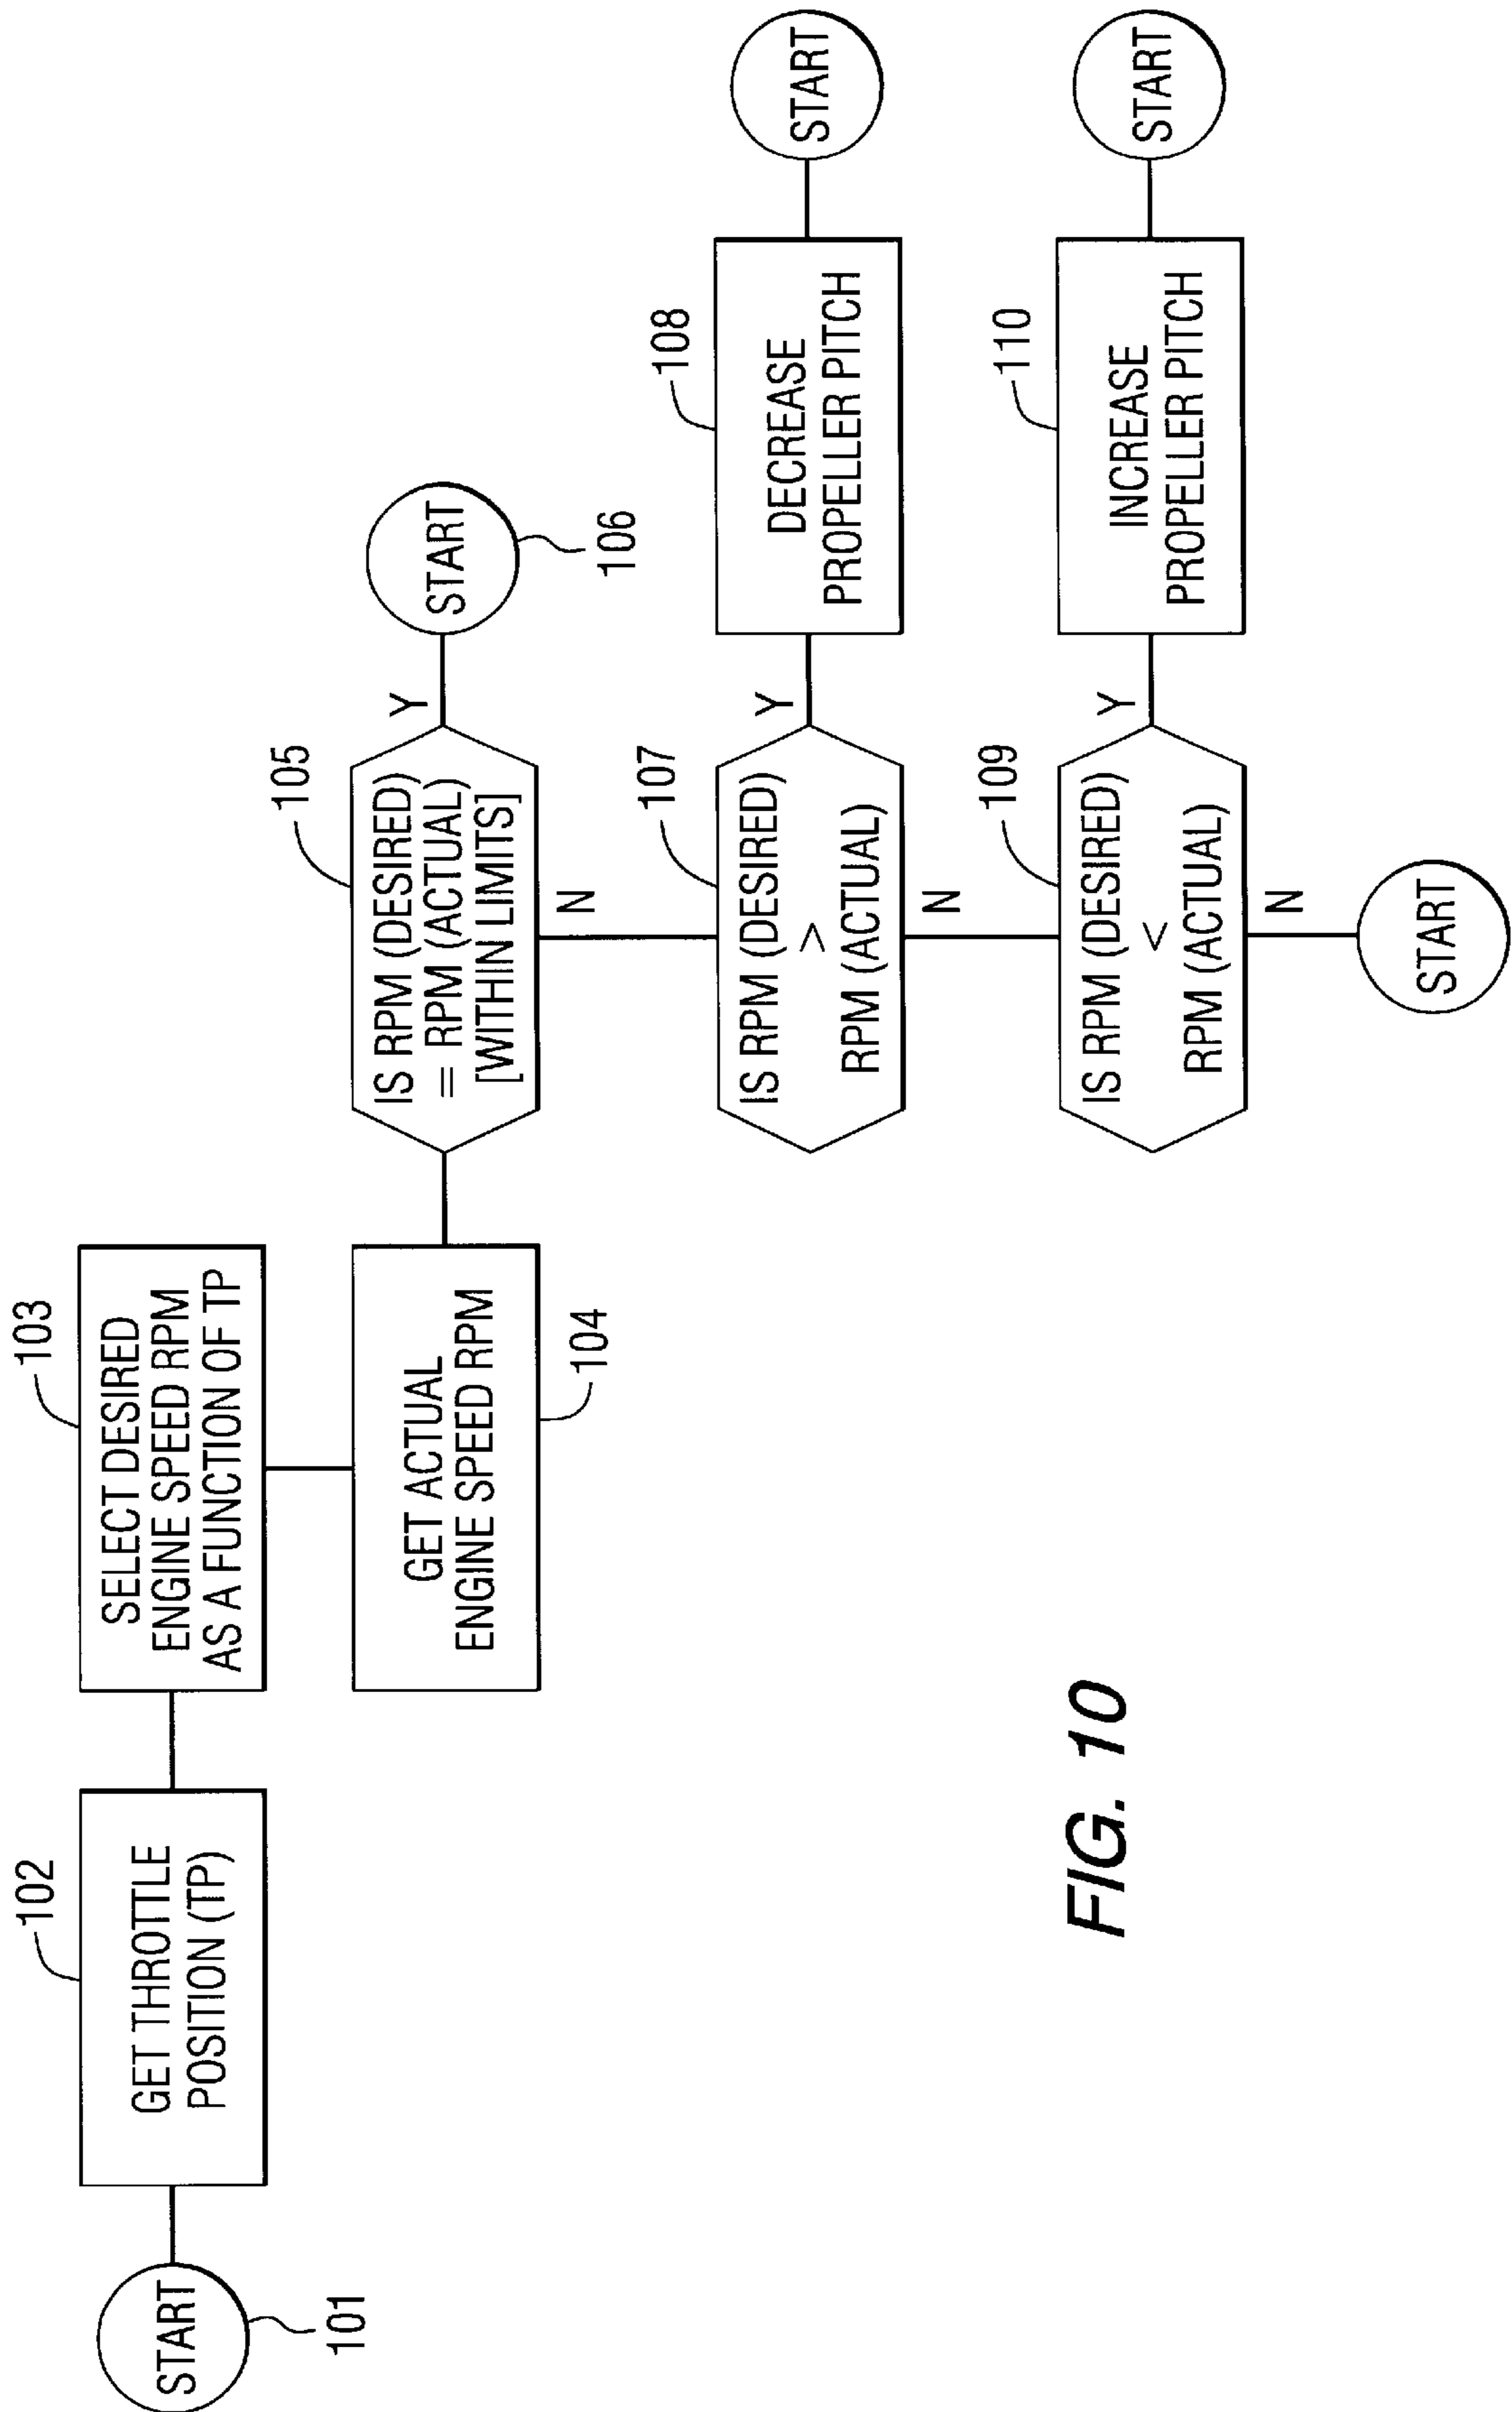 START
101
102
GET THROTTLE
POSITION (TP)
103
SELECT DESIRED
ENGINE SPEED RPM
AS A FUNCTION OF TP
GET ACTUAL
ENGINE SPEED RPM
104
105
IS RPM (DESIRED)
= RPM (ACTUAL)
[WITHIN LIMITS]
Y
START
106
N
107
IS RPM (DESIRED)
>
RPM (ACTUAL)
Y
108
DECREASE
PROPELLER PITCH
START
N
109
IS RPM (DESIRED)
<
RPM (ACTUAL)
Y
110
INCREASE
PROPELLER PITCH
START
N
START
FIG. 10